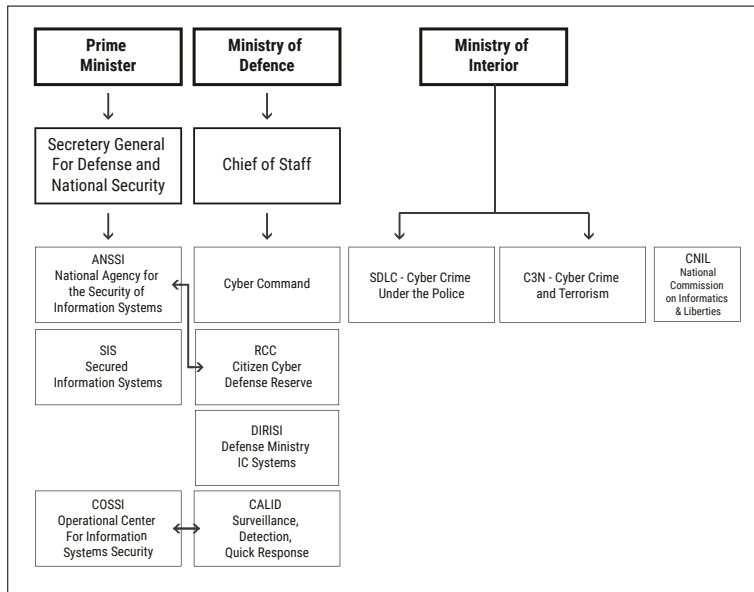 Prime
Minister
Ministry of
Defence
Ministry of
Interior
Secretery General
For Defense and
National Security
Chief of Staff
ANSSI
National Agency for
the Security of
Information Systems
Cyber Command
SDLC - Cyber Crime
Under the Police
C3N - Cyber Crime
and Terrorism
CNIL
National
Commission
on Informatics
& Liberties
SIS
Secured
Information Systems
RCC
Citizen Cyber
Defense Reserve
DIRISI
Defense Ministry
IC Systems
COSSI
Operational Center
For Information
Systems Security
CALID
Surveillance,
Detection,
Quick Response